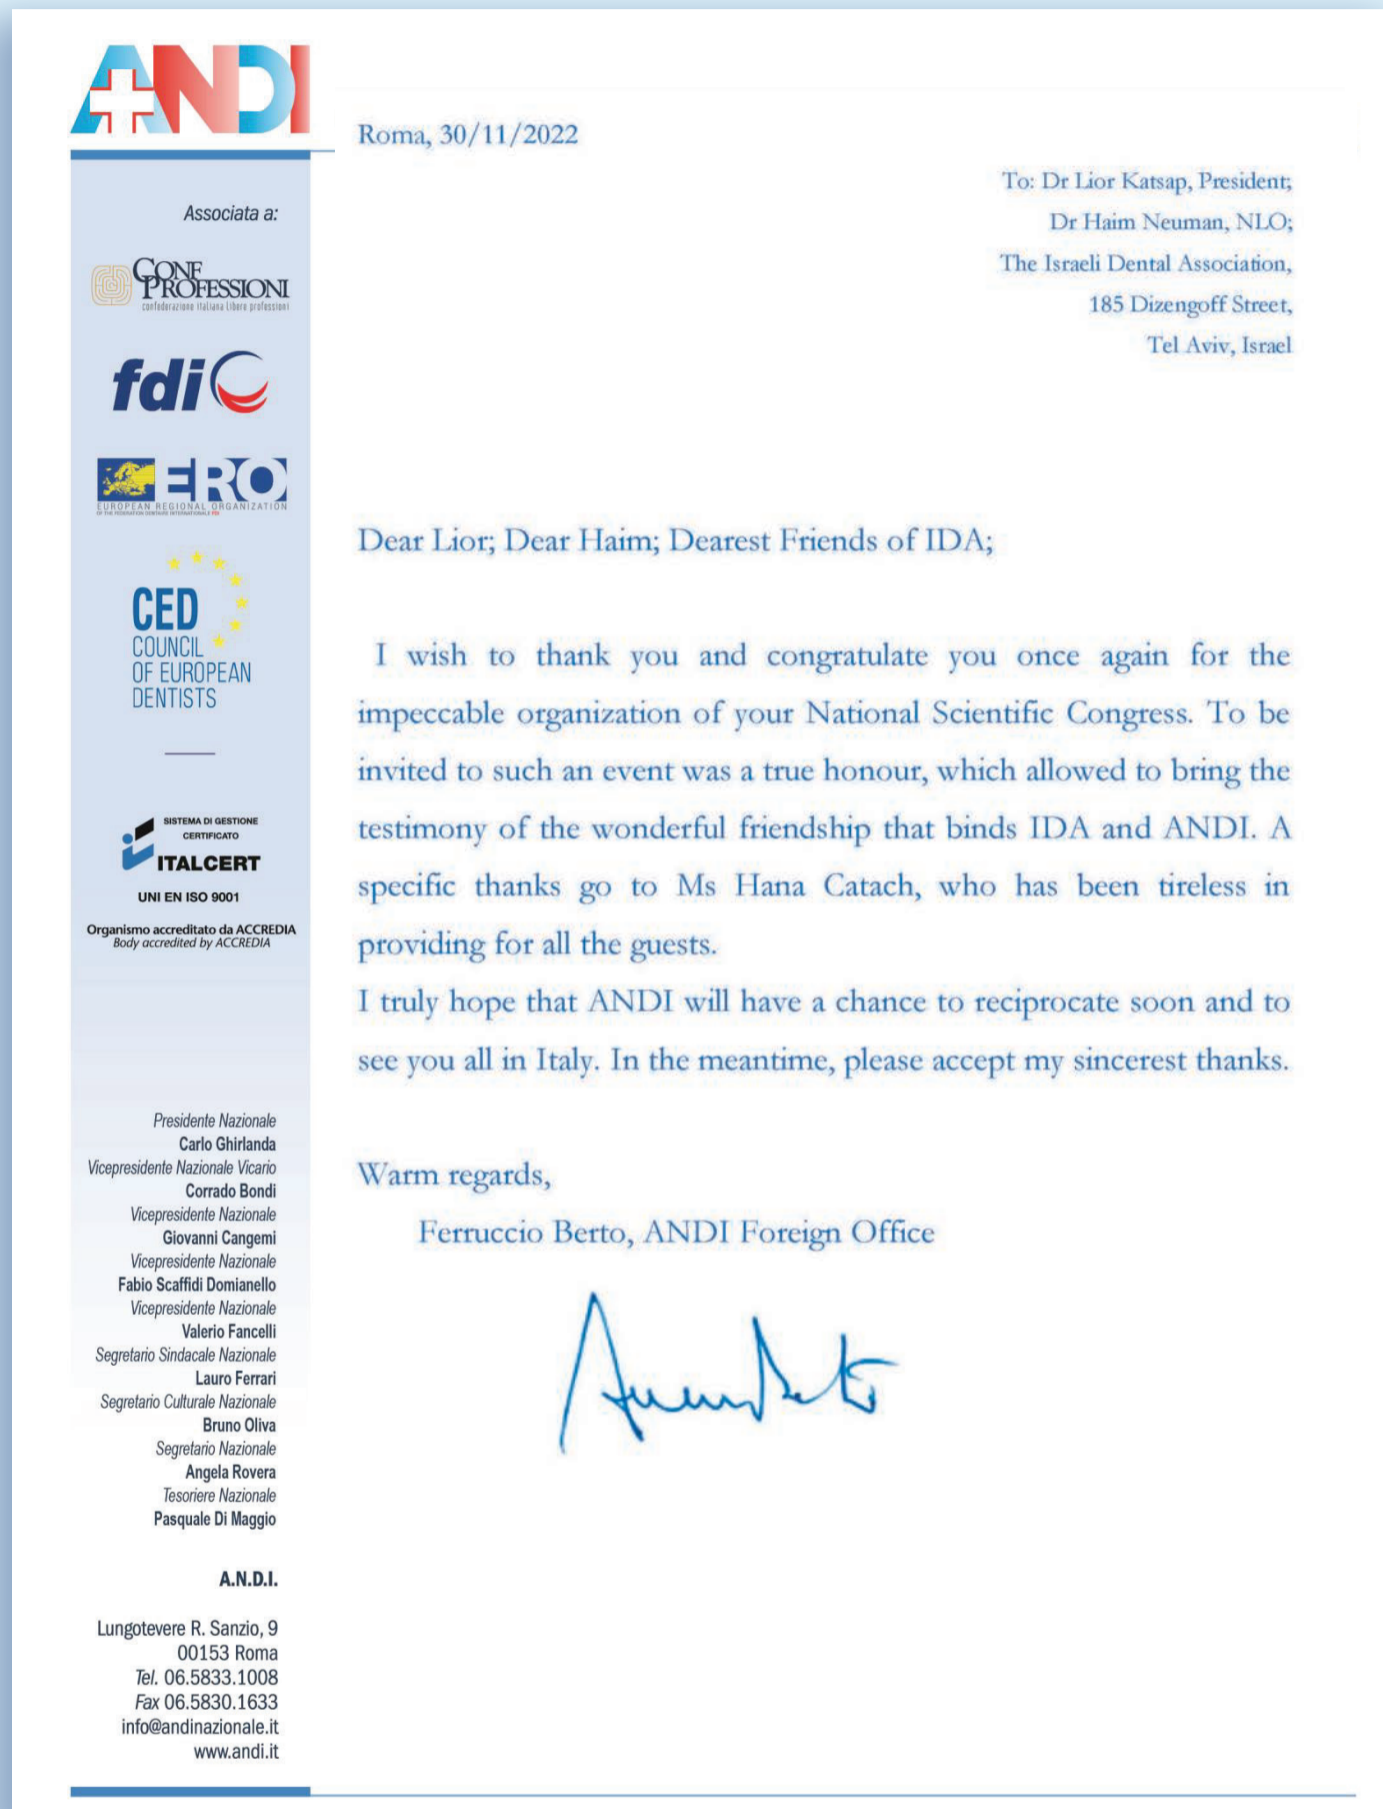 ANDI
Associata a:
CONF
PROFESSIONI
confederazione italiana libere professioni
fdi
ERO
EUROPEAN REGIONAL ORGANIZATION
OF THE FEDERATION DENTAIRE INTERNATIONALE FDI
CED
COUNCIL
OF EUROPEAN
DENTISTS
SISTEMA DI GESTIONE
CERTIFICATO
ITALCERT
UNI EN ISO 9001
Organismo accreditato da ACCREDIA
Body accredited by ACCREDIA
Presidente Nazionale
Carlo Ghirlanda
Vicepresidente Nazionale Vicario
Corrado Bondi
Vicepresidente Nazionale
Giovanni Cangemi
Vicepresidente Nazionale
Fabio Scaffidi Domianello
Vicepresidente Nazionale
Valerio Fancelli
Segretario Sindacale Nazionale
Lauro Ferrari
Segretario Culturale Nazionale
Bruno Oliva
Segretario Nazionale
Angela Rovera
Tesoriere Nazionale
Pasquale Di Maggio
A.N.D.I.
Lungotevere R. Sanzio, 9
00153 Roma
Tel. 06.5833.1008
Fax 06.5830.1633
info@andinazionale.it
www.andi.it
Roma, 30/11/2022
To: Dr Lior Katsap, President;
Dr Haim Neuman, NLO;
The Israeli Dental Association,
185 Dizengoff Street,
Tel Aviv, Israel
Dear Lior; Dear Haim; Dearest Friends of IDA;
I wish to thank you and congratulate you once again for the
impeccable organization of your National Scientific Congress. To be
invited to such an event was a true honour, which allowed to bring the
testimony of the wonderful friendship that binds IDA and ANDI. A
specific thanks go to Ms Hana Catach, who has been tireless in
providing for all the guests.
I truly hope that ANDI will have a chance to reciprocate soon and to
see you all in Italy. In the meantime, please accept my sincerest thanks.
Warm regards,
Ferruccio Berto, ANDI Foreign Office